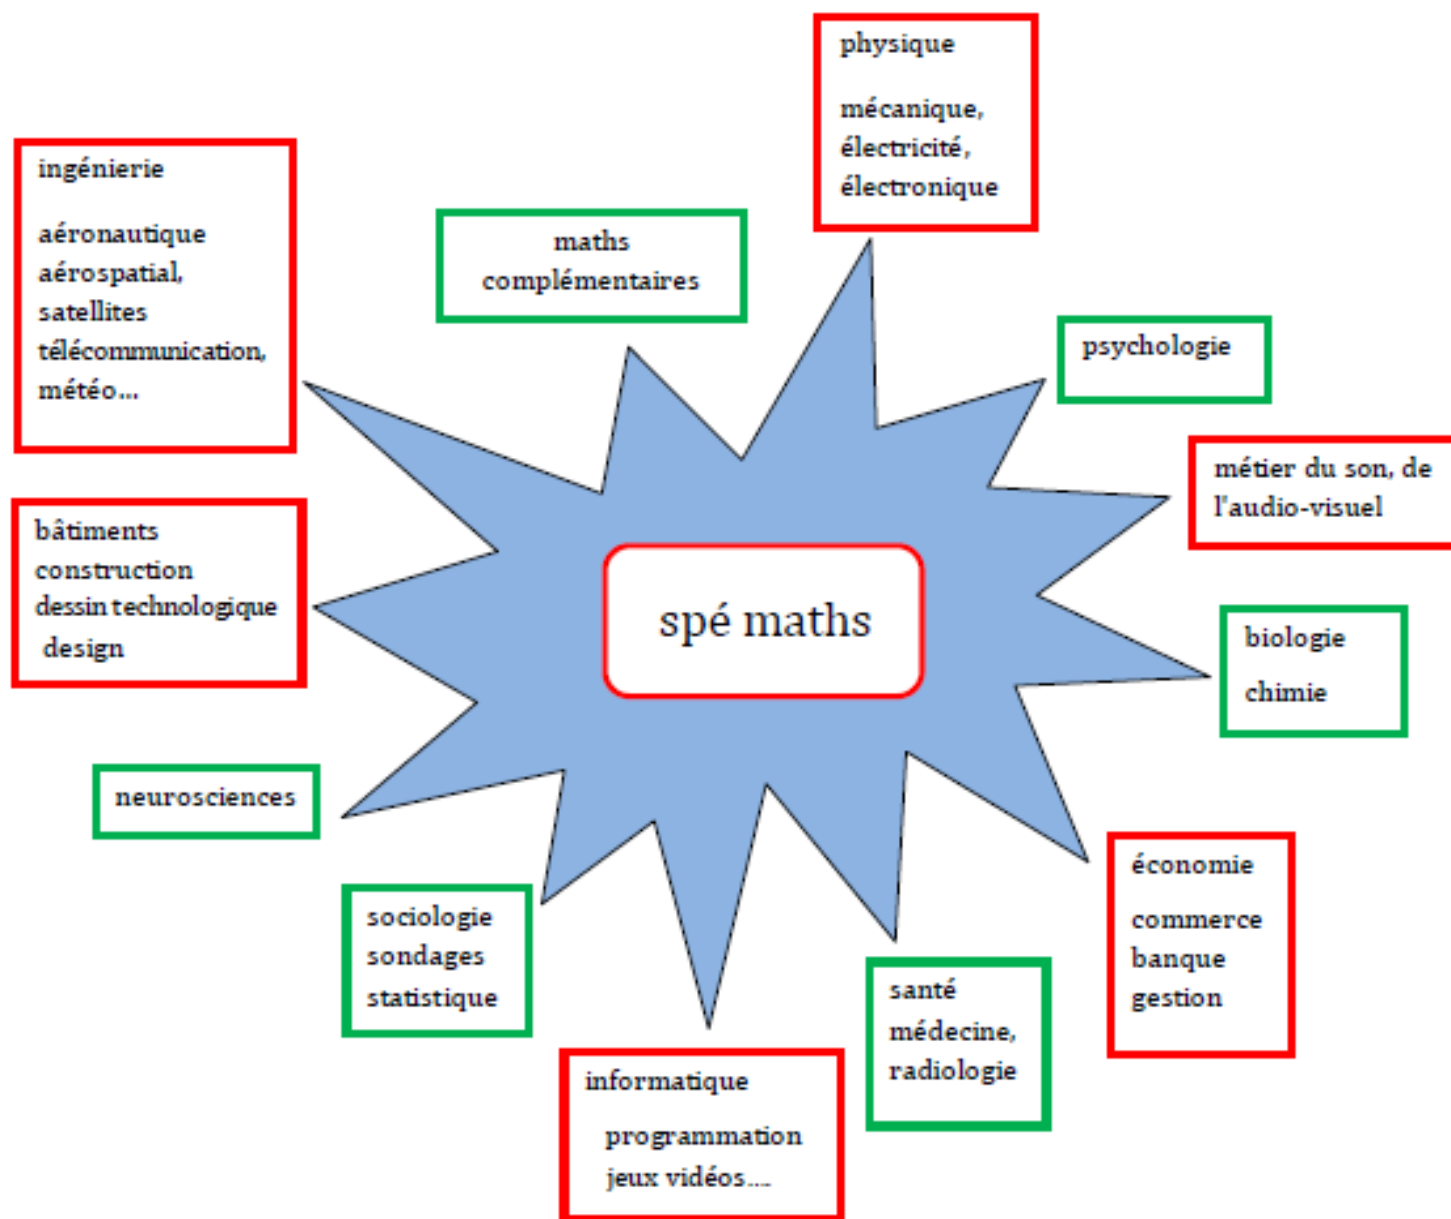 physique
mécanique,
électricité,
électronique
ingénierie
aéronautique
aérospatial,
satellites
télécommunication,
météo...
maths
complémentaires
psychologie
métier du son, de
l'audio-visuel
bâtiments
construction
dessin technologique
design
spé maths
biologie
chimie
neurosciences
économie
commerce
banque
gestion
sociologie
sondages
statistique
santé
médecine,
radiologie
informatique
programmation
jeux vidéos....